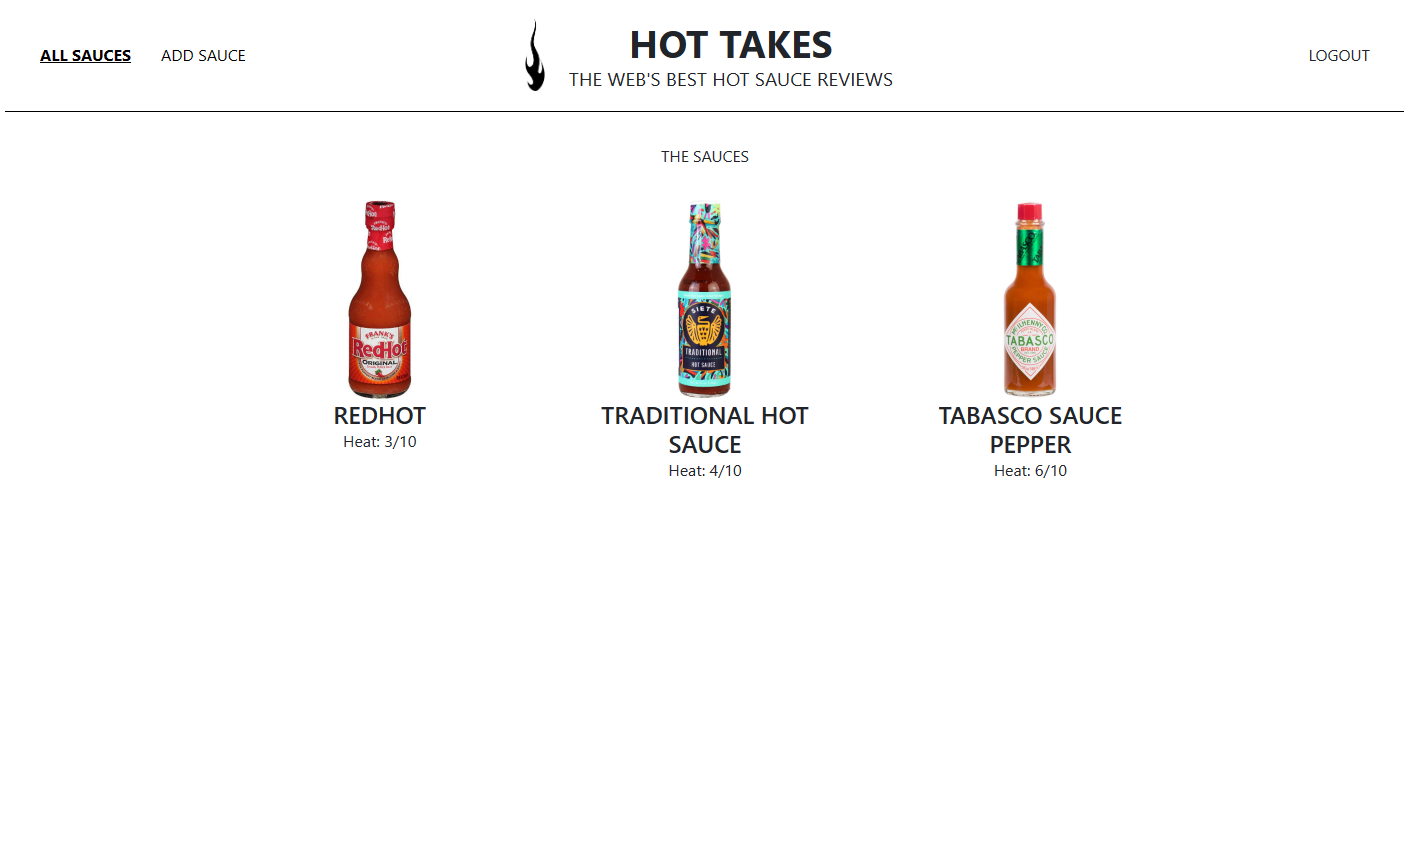 ALL SAUCES
ADD SAUCE
HOT TAKES
THE WEB'S BEST HOT SAUCE REVIEWS
LOGOUT
THE SAUCES
FRANK'S
RedHot
ORIGINAL
REDHOT
Heat: 3/10
SIETE
TRADITIONAL
HOT SAUCE
TRADITIONAL HOT
SAUCE
Heat: 4/10
McILHENNY CO.
TABASCO
BRAND
PEPPER SAUCE
TABASCO SAUCE
PEPPER
Heat: 6/10